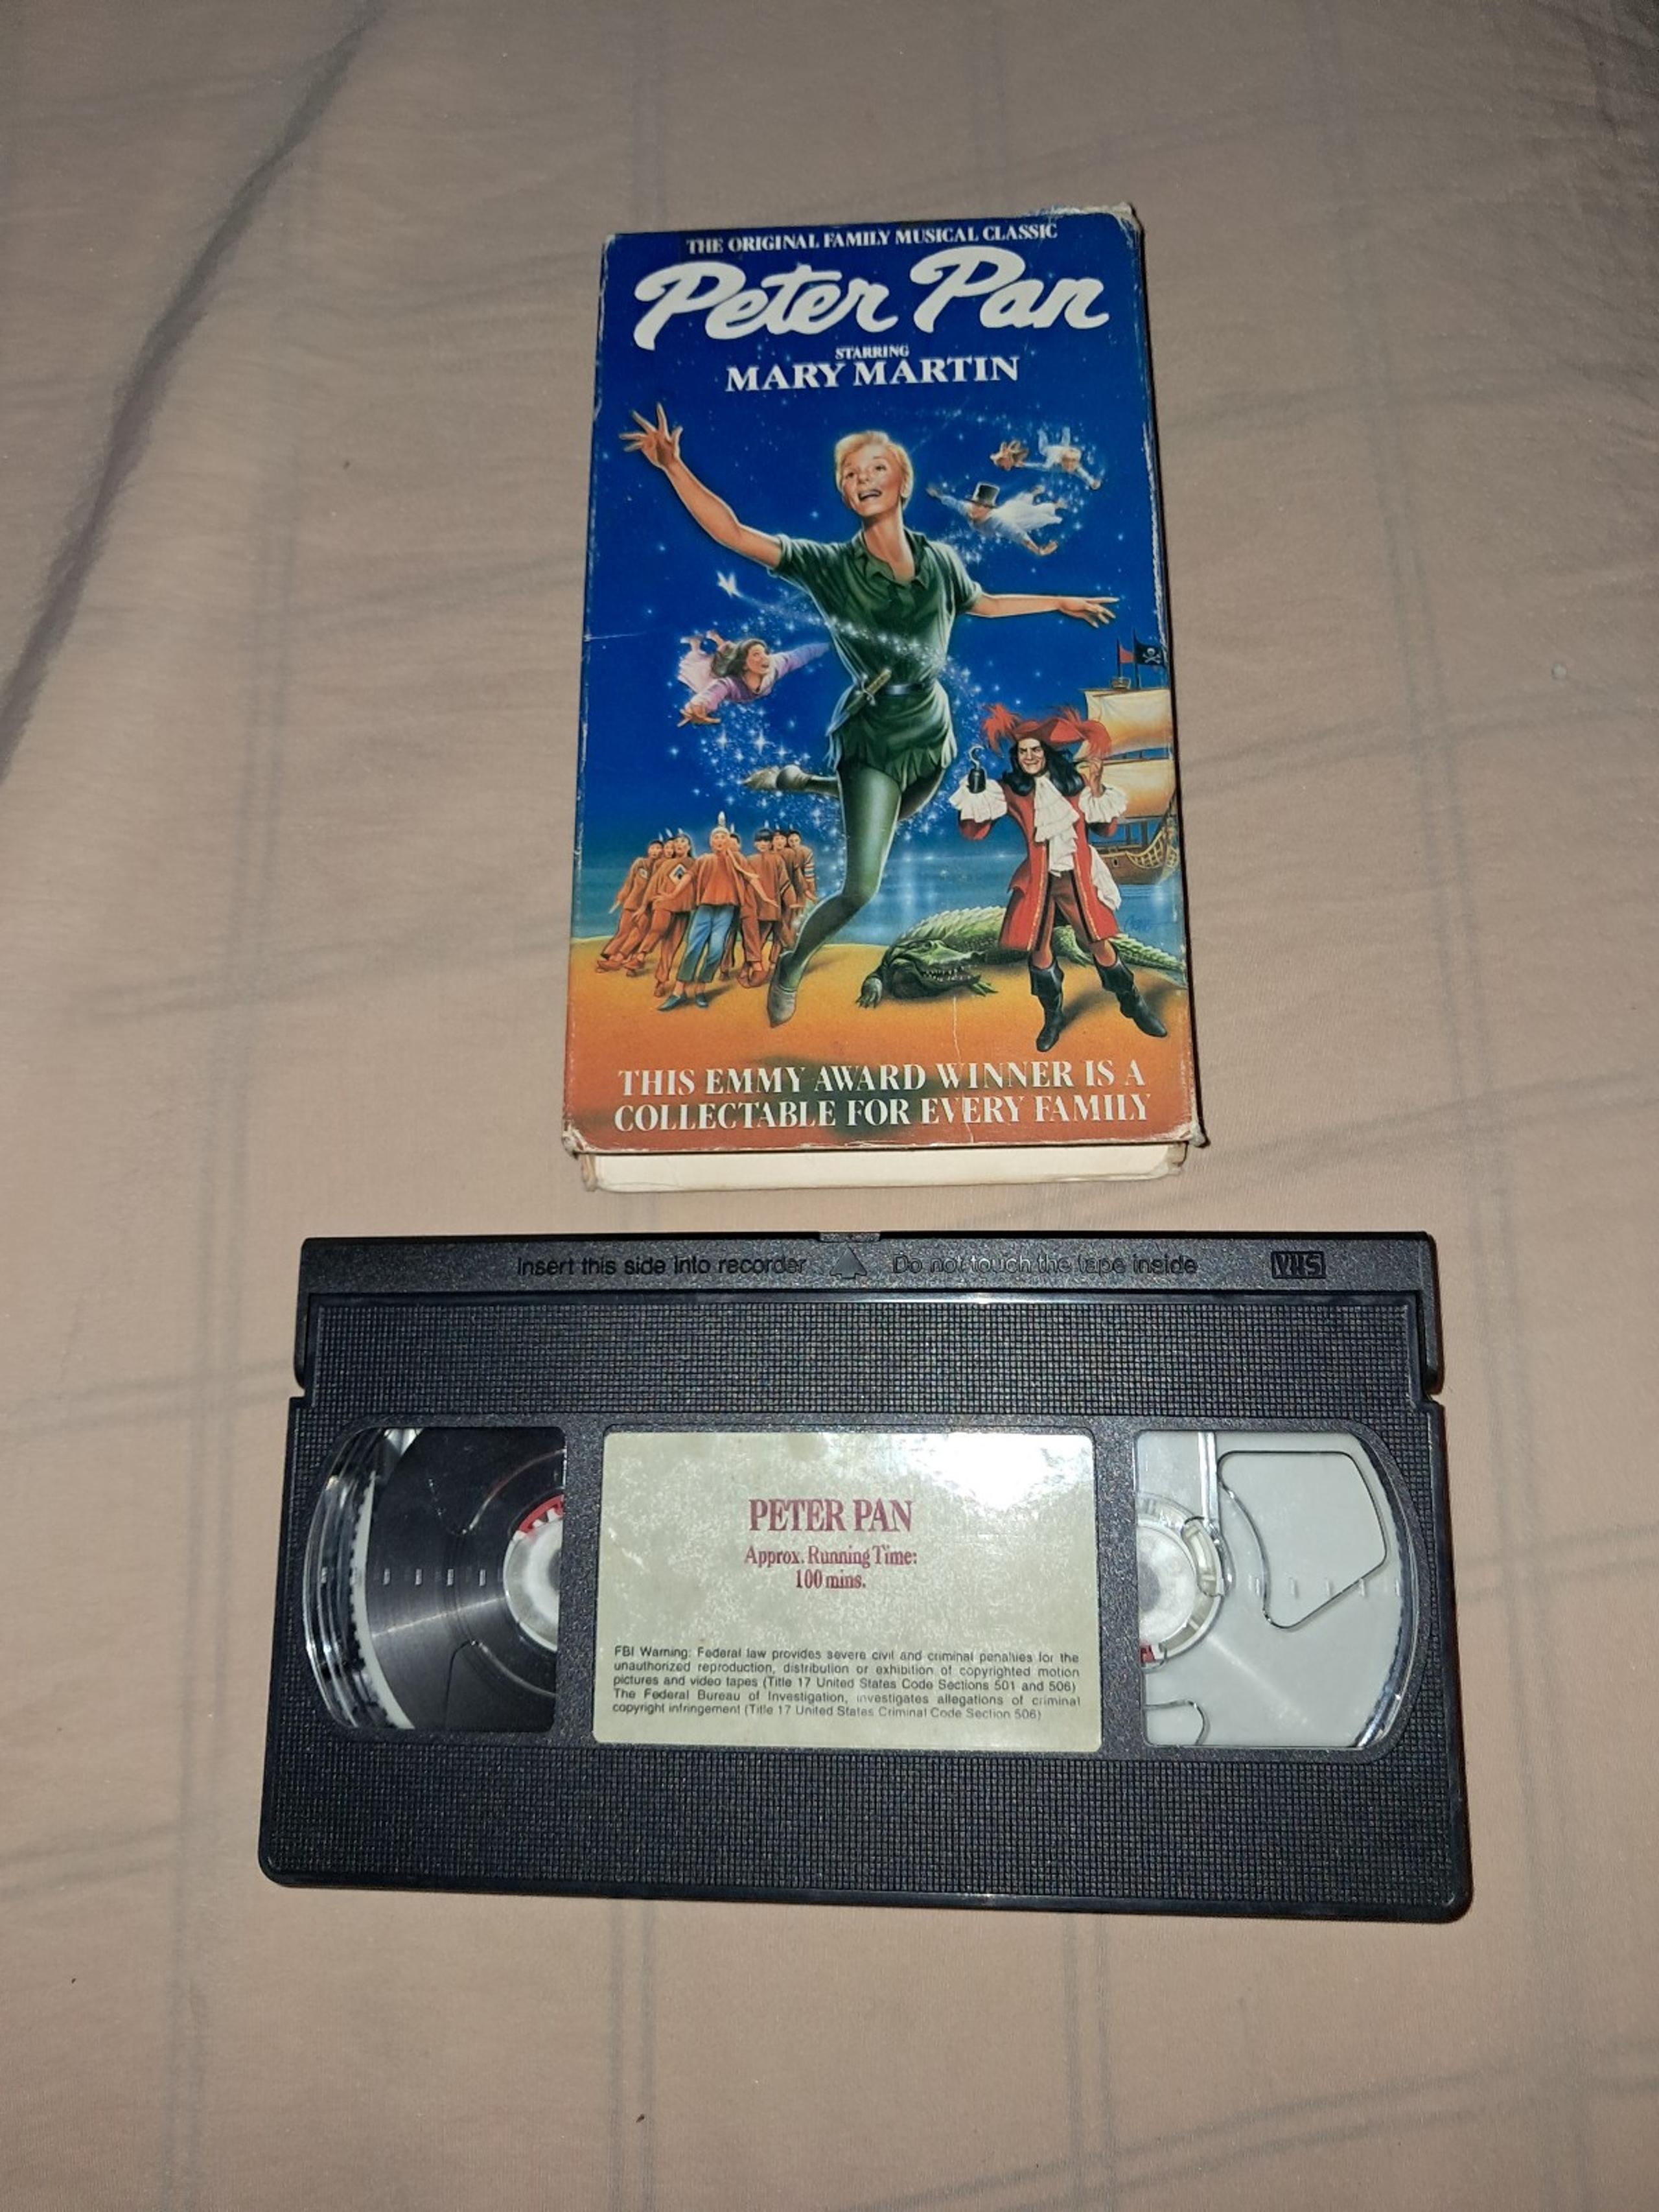 THE ORIGINAL FAMILY MUSICAL CLASSIC
Peter Pan
STARRING
MARY MARTIN
THIS EMMY AWARD WINNER IS A
COLLECTABLE FOR EVERY FAMILY
Insert this side into recorder Do not touch the tape inside VHS
PETER PAN
Approx. Running Time:
100 mins.
FBI Warning: Federal law provides severe civil and criminal penalties for the
unauthorized reproduction, distribution or exhibition of copyrighted motion
pictures and video tapes (Title 17 United States Code Sections 501 and 506)
The Federal Bureau of Investigation, investigates allegations of criminal
copyright infringement (Title 17 United States Criminal Code Section 506)